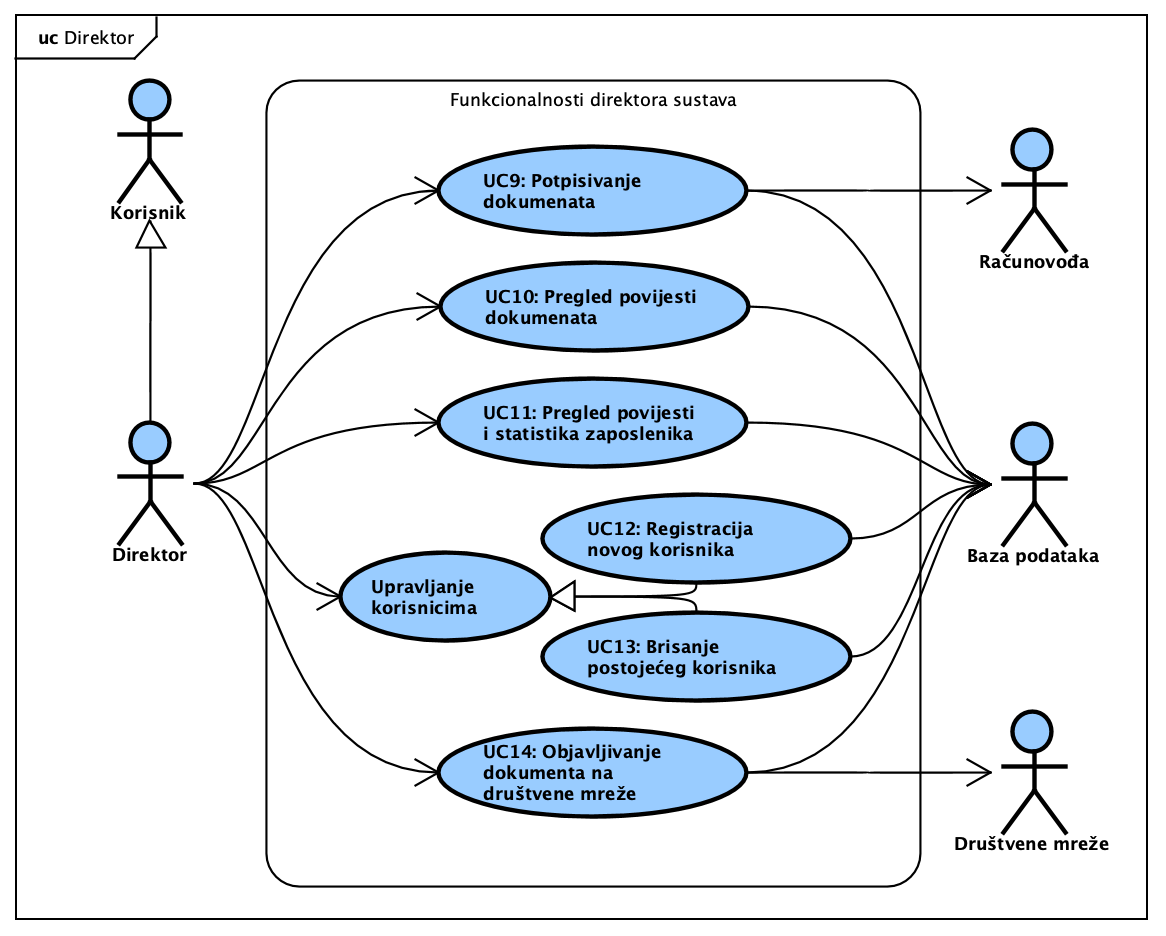 uc Direktor
Funkcionalnosti direktora sustava
Korisnik
Direktor
UC9: Potpisivanje
dokumenata
UC10: Pregled povijesti
dokumenata
UC11: Pregled povijesti
i statistika zaposlenika
UC12: Registracija
novog korisnika
Upravljanje
korisnicima
UC13: Brisanje
postojećeg korisnika
UC14: Objavljivanje
dokumenta na
društvene mreže
Računovođa
Baza podataka
Društvene mreže